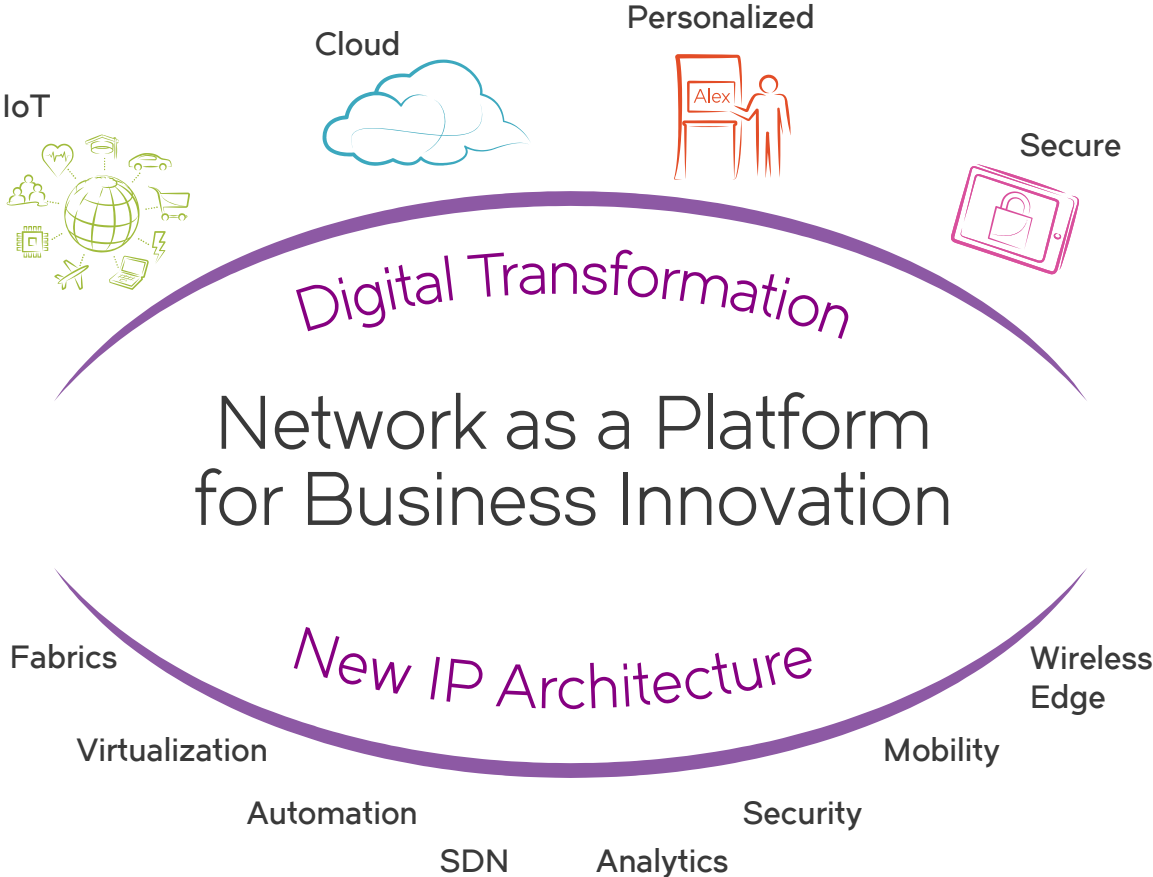 Personalized
Cloud
IoT
Alex
Secure
Digital Transformation
Network as a Platform
for Business Innovation
New IP Architecture
Fabrics
Virtualization
Automation
SDN
Analytics
Security
Mobility
Wireless
Edge